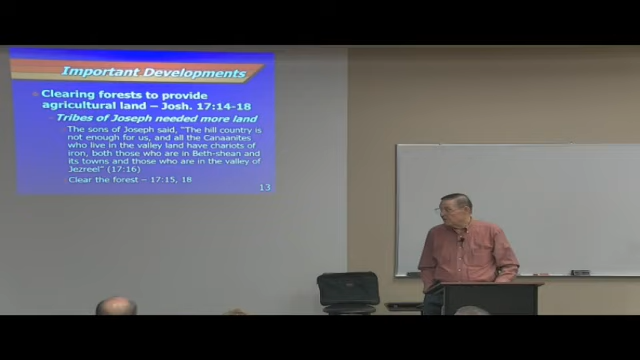 Important Developments
Clearing forests to provide
agricultural land – Josh. 17:14-18
Tribes of Joseph needed more land
The sons of Joseph said, "The hill country is
not enough for us, and all the Canaanites
who live in the valley land have chariots of
iron, both those who are in Beth-shean and
its towns and those who are in the valley of
Jezreel" (17:16)
Clear the forest – 17:15, 18
13